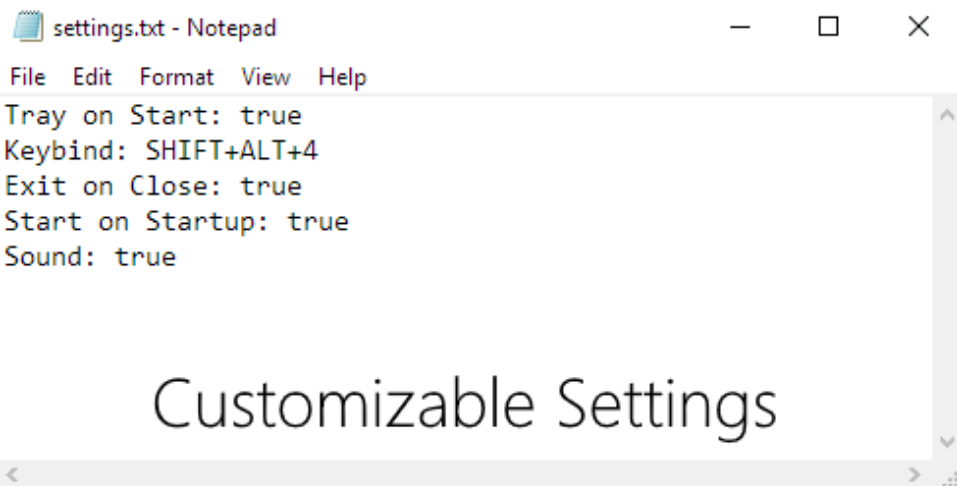 settings.txt - Notepad
File Edit Format View Help
Tray on Start: true
Keybind: SHIFT+ALT+4
Exit on Close: true
Start on Startup: true
Sound: true
Customizable Settings